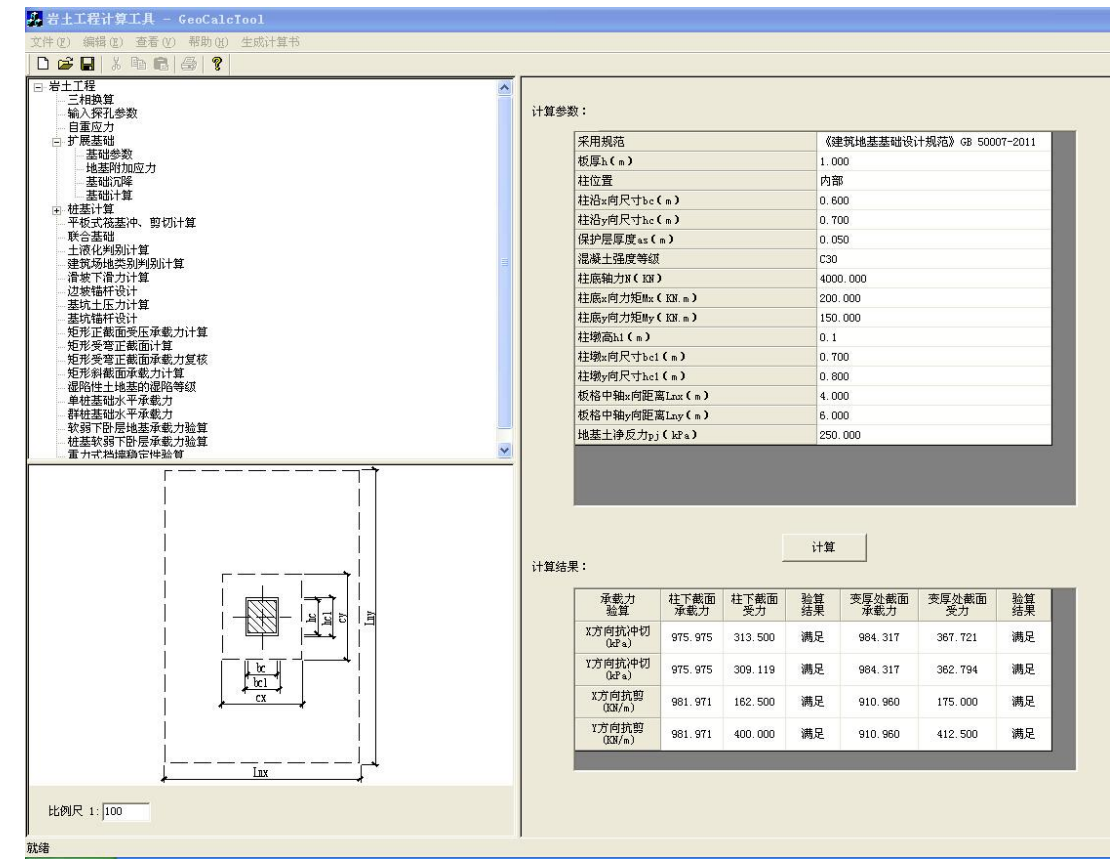 岩土工程计算工具 - GeoCalcTool
文件(F) 编辑(E) 查看(V) 帮助(H) 生成计算书
岩土工程
三相换算
输入探孔参数
自重应力
扩展基础
基础参数
地基附加应力
基础沉降
基础计算
桩基计算
平板式筏基冲、剪切计算
联合基础
土液化判别计算
建筑场地类别判别计算
滑坡下滑力计算
边坡锚杆设计
基坑土压力计算
基坑锚杆设计
矩形正截面受压承载力计算
矩形受弯正截面计算
矩形受弯正截面承载力复核
矩形斜截面承载力计算
湿陷性土地基的湿陷等级
单桩基础水平承载力
群桩基础水平承载力
软弱下卧层地基承载力验算
桩基软弱下卧层承载力验算
重力式挡墙稳定性验算
hc
hc1
cy
Lny
bc
bc1
cx
Lnx
比例尺 1: 100
就绪
计算参数：
采用规范 《建筑地基基础设计规范》GB 50007-2011
板厚h(m) 1.000
柱位置 内部
柱沿x向尺寸bc(m) 0.600
柱沿y向尺寸hc(m) 0.700
保护层厚度as(m) 0.050
混凝土强度等级 C30
柱底轴力N(KN) 4000.000
柱底x向力矩Mx(KN.m) 200.000
柱底y向力矩My(KN.m) 150.000
柱墩高h1(m) 0.1
柱墩x向尺寸bc1(m) 0.700
柱墩y向尺寸hc1(m) 0.800
板格中轴x向距离Lnx(m) 4.000
板格中轴y向距离Lny(m) 6.000
地基土净反力pj(kPa) 250.000
计算
计算结果：
承载力验算 柱下截面承载力 柱下截面受力 验算结果 变厚处截面承载力 变厚处截面受力 验算结果
X方向抗冲切(kPa) 975.975 313.500 满足 984.317 367.721 满足
Y方向抗冲切(kPa) 975.975 309.119 满足 984.317 362.794 满足
X方向抗剪(KN/m) 981.971 162.500 满足 910.960 175.000 满足
Y方向抗剪(KN/m) 981.971 400.000 满足 910.960 412.500 满足